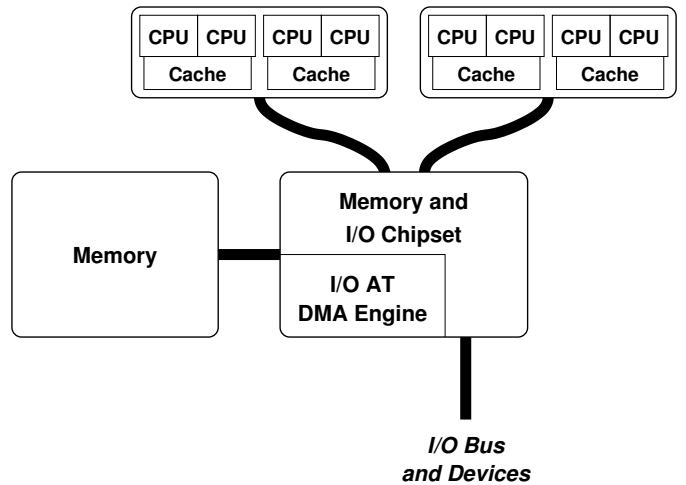 CPU CPU CPU CPU CPU CPU CPU CPU
Cache Cache Cache Cache
Memory and
I/O Chipset
Memory
I/O AT
DMA Engine
I/O Bus
and Devices